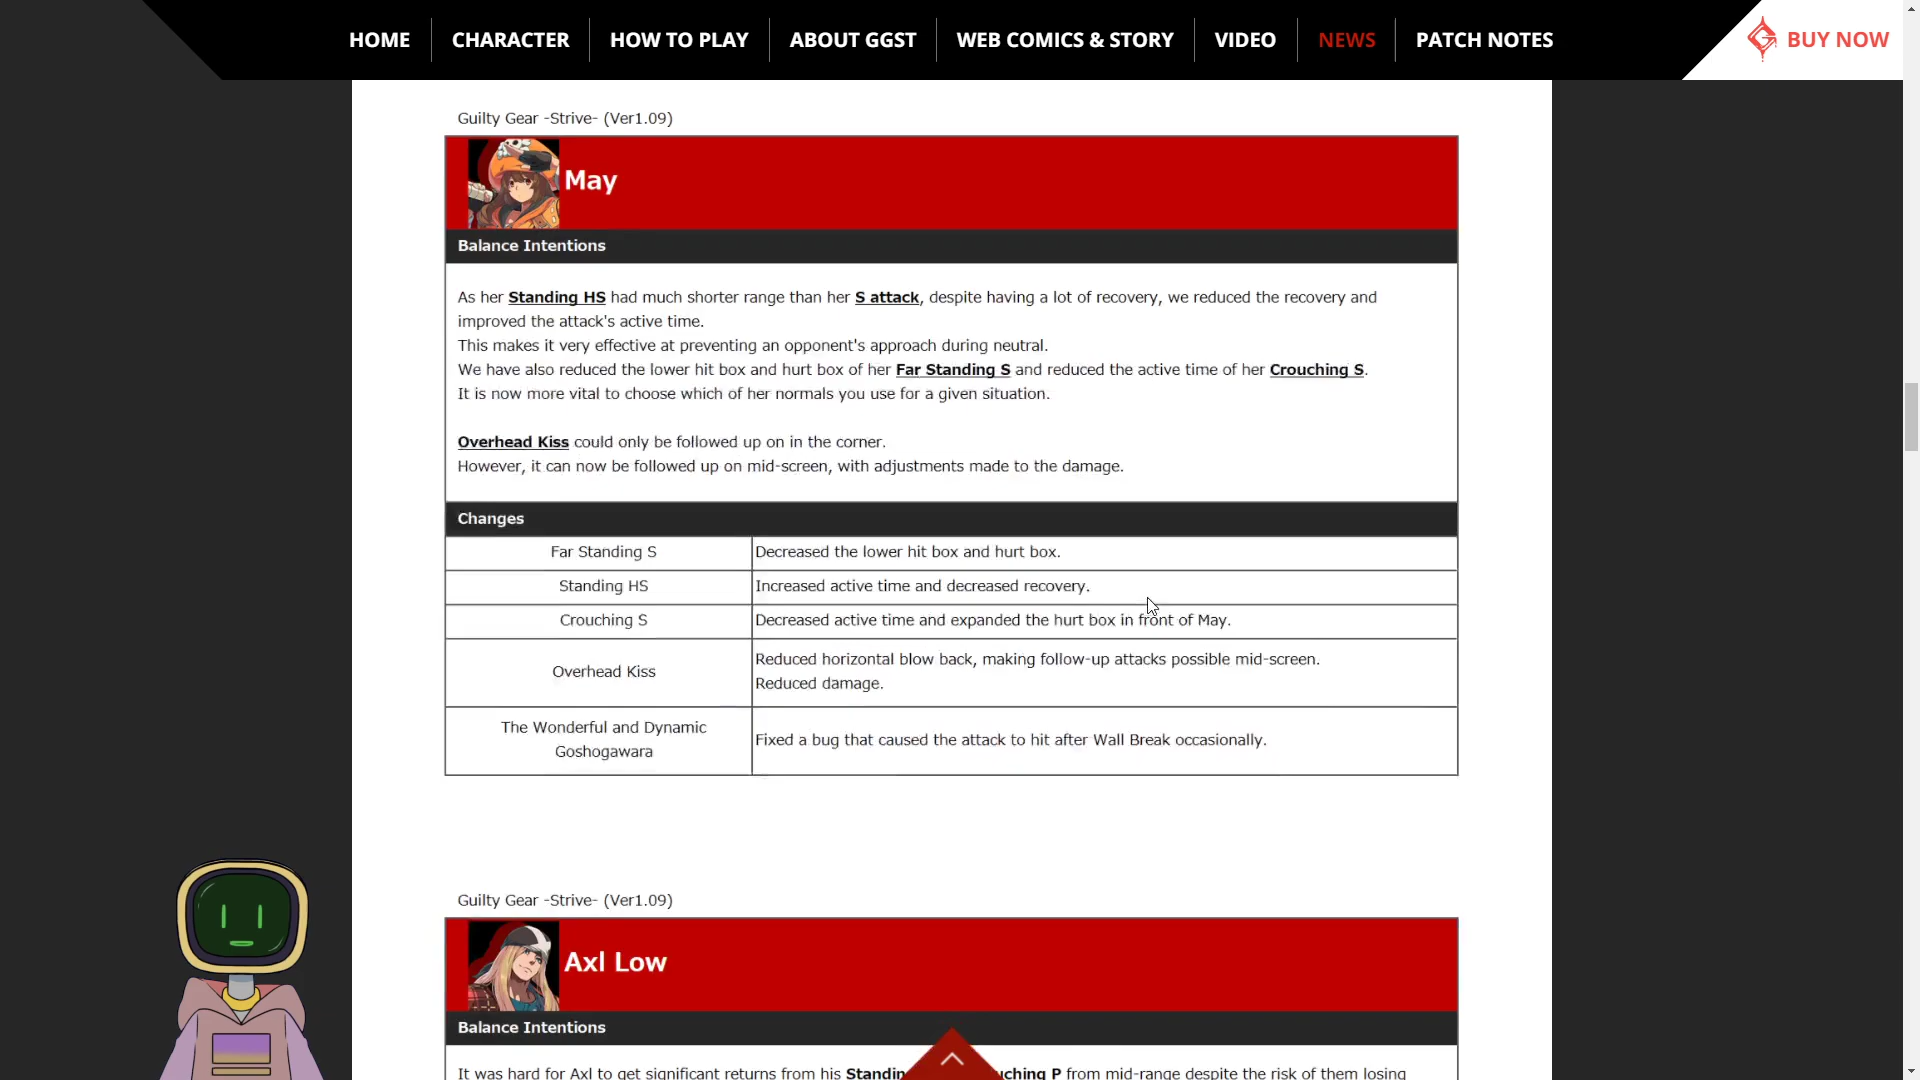 HOME
CHARACTER
HOW TO PLAY
ABOUT GGST
WEB COMICS & STORY
VIDEO
NEWS
PATCH NOTES
BUY NOW
Guilty Gear -Strive- (Ver1.09)
May
Balance Intentions
As her Standing HS had much shorter range than her S attack, despite having a lot of recovery, we reduced the recovery and
improved the attack's active time.
This makes it very effective at preventing an opponent's approach during neutral.
We have also reduced the lower hit box and hurt box of her Far Standing S and reduced the active time of her Crouching S.
It is now more vital to choose which of her normals you use for a given situation.
Overhead Kiss could only be followed up on in the corner.
However, it can now be followed up on mid-screen, with adjustments made to the damage.
Changes
Far Standing S
Decreased the lower hit box and hurt box.
Standing HS
Increased active time and decreased recovery.
Crouching S
Decreased active time and expanded the hurt box in front of May.
Overhead Kiss
Reduced horizontal blow back, making follow-up attacks possible mid-screen.
Reduced damage.
The Wonderful and Dynamic
Goshogawara
Fixed a bug that caused the attack to hit after Wall Break occasionally.
Guilty Gear -Strive- (Ver1.09)
Axl Low
Balance Intentions
It was hard for Axl to get significant returns from his Standin uching P from mid-range despite the risk of them losing